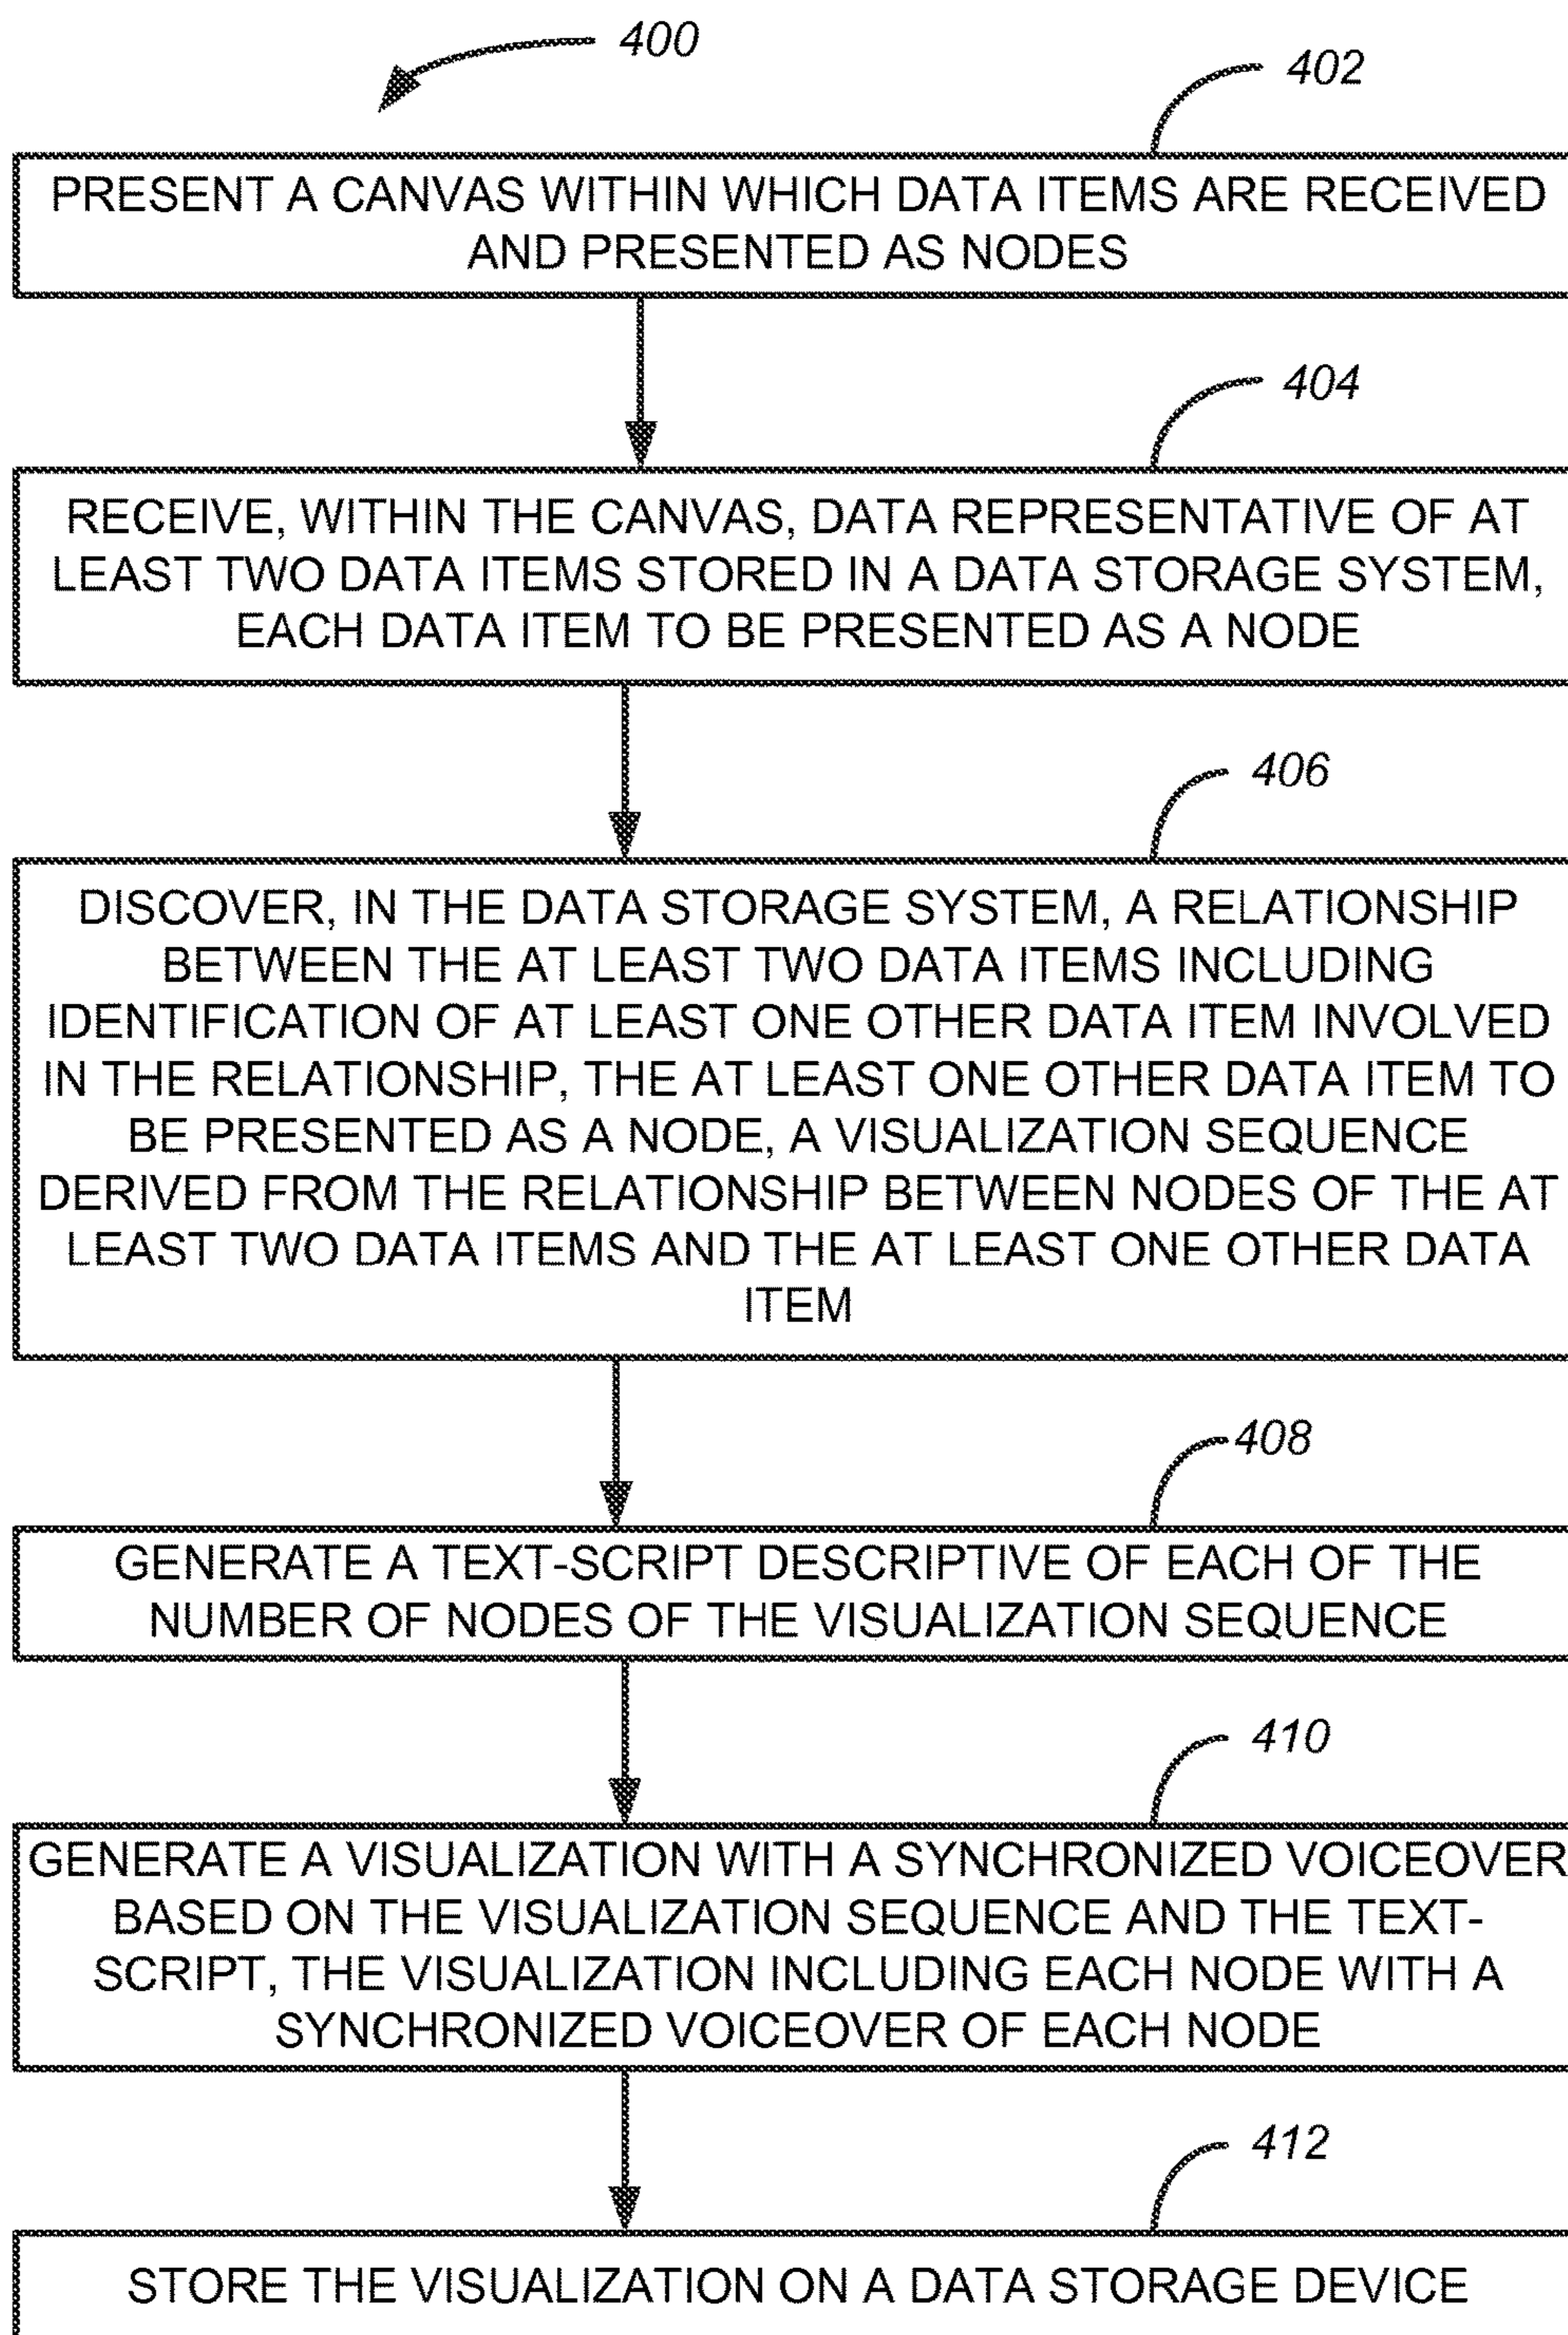 400
402
PRESENT A CANVAS WITHIN WHICH DATA ITEMS ARE RECEIVED
AND PRESENTED AS NODES
404
RECEIVE, WITHIN THE CANVAS, DATA REPRESENTATIVE OF AT
LEAST TWO DATA ITEMS STORED IN A DATA STORAGE SYSTEM,
EACH DATA ITEM TO BE PRESENTED AS A NODE
406
DISCOVER, IN THE DATA STORAGE SYSTEM, A RELATIONSHIP
BETWEEN THE AT LEAST TWO DATA ITEMS INCLUDING
IDENTIFICATION OF AT LEAST ONE OTHER DATA ITEM INVOLVED
IN THE RELATIONSHIP, THE AT LEAST ONE OTHER DATA ITEM TO
BE PRESENTED AS A NODE, A VISUALIZATION SEQUENCE
DERIVED FROM THE RELATIONSHIP BETWEEN NODES OF THE AT
LEAST TWO DATA ITEMS AND THE AT LEAST ONE OTHER DATA
ITEM
408
GENERATE A TEXT-SCRIPT DESCRIPTIVE OF EACH OF THE
NUMBER OF NODES OF THE VISUALIZATION SEQUENCE
410
GENERATE A VISUALIZATION WITH A SYNCHRONIZED VOICEOVER
BASED ON THE VISUALIZATION SEQUENCE AND THE TEXT-
SCRIPT, THE VISUALIZATION INCLUDING EACH NODE WITH A
SYNCHRONIZED VOICEOVER OF EACH NODE
412
STORE THE VISUALIZATION ON A DATA STORAGE DEVICE